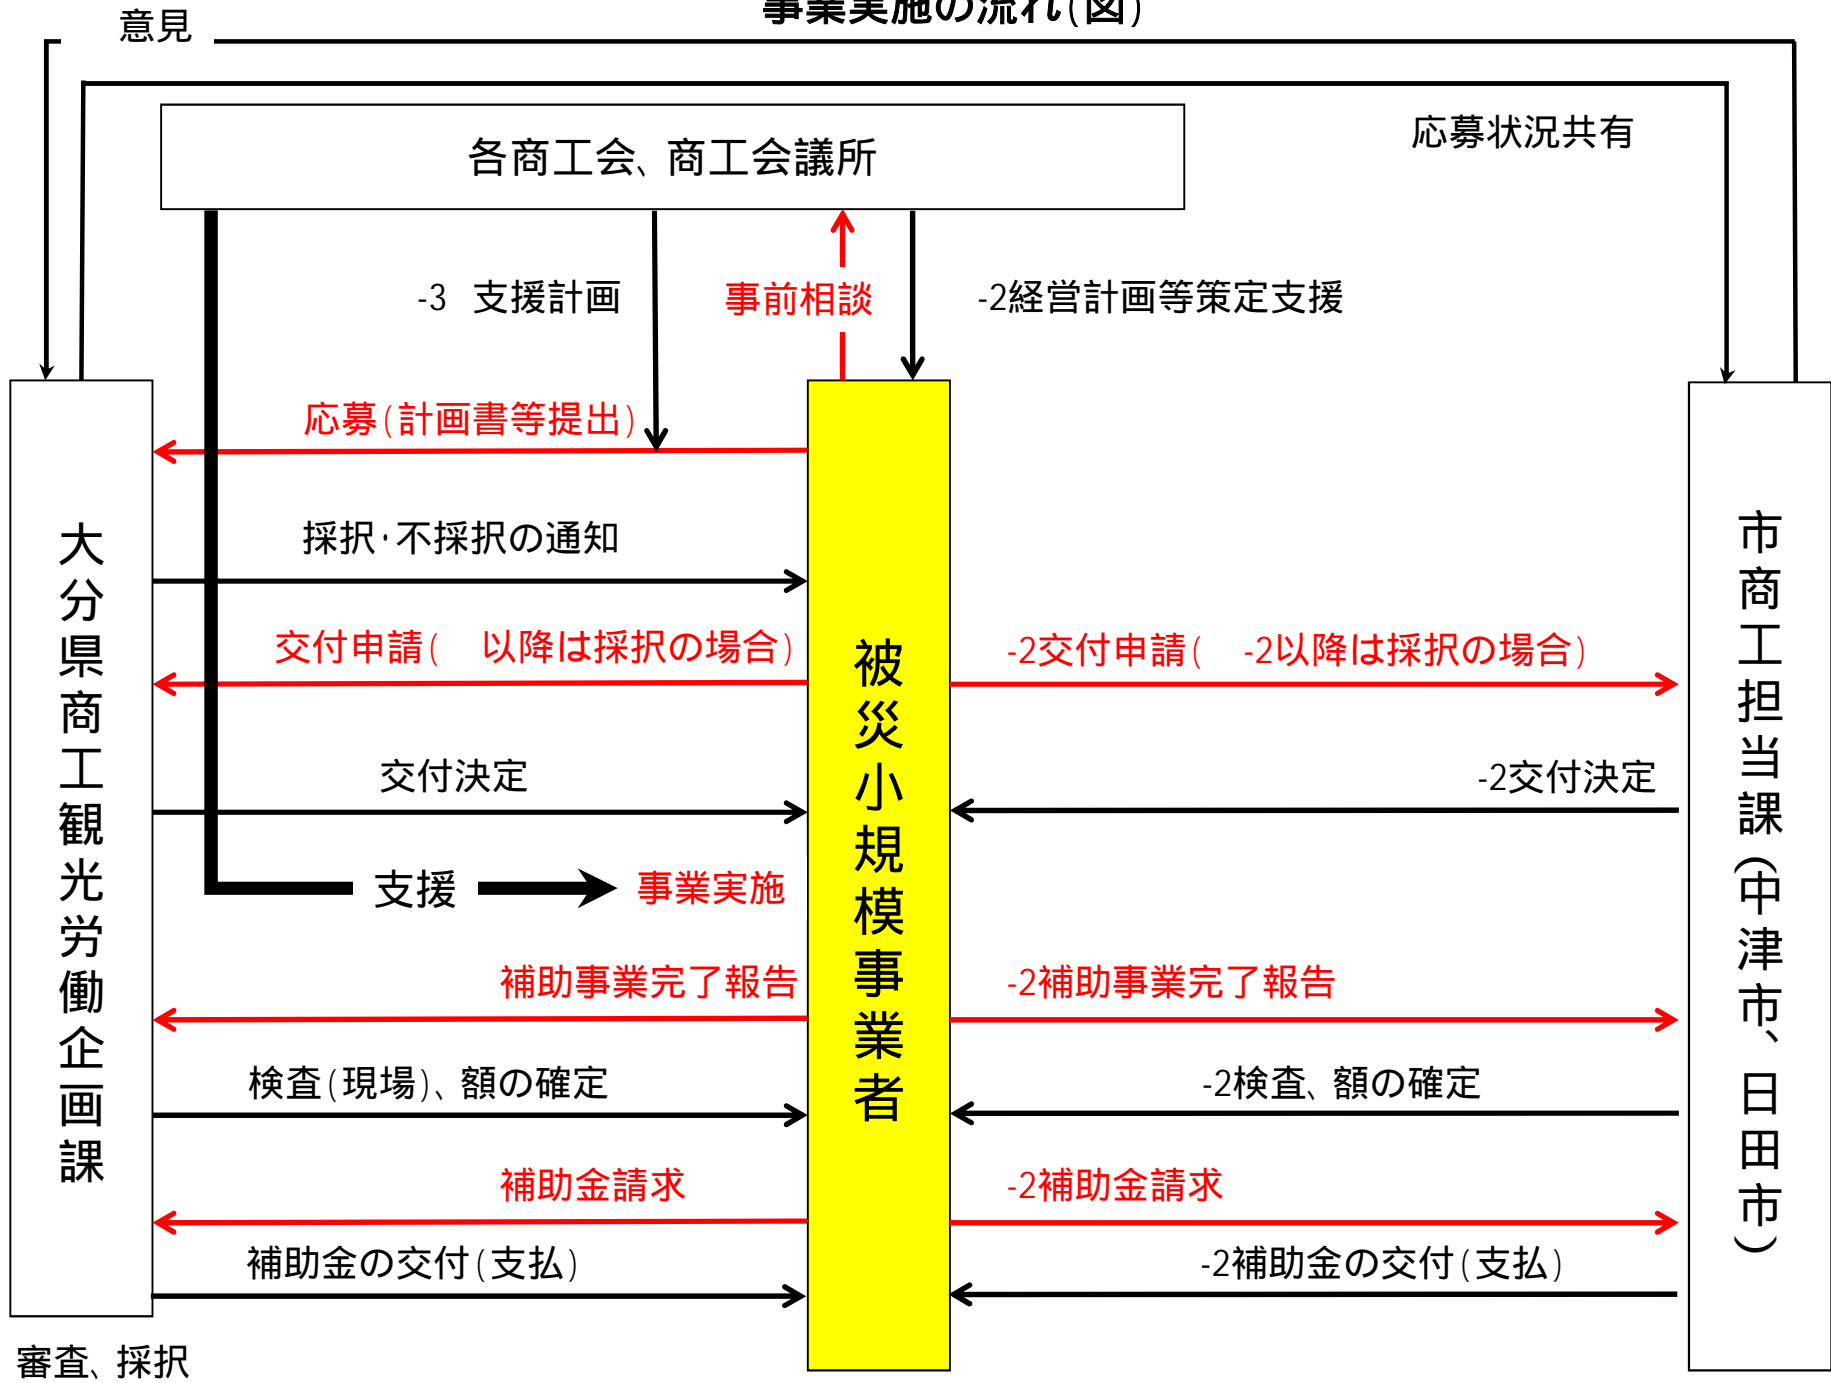 事業実施の流れ(図)
意見
応募状況共有
各商工会、商工会議所
-3 支援計画
事前相談
-2経営計画等策定支援
応募(計画書等提出)
採択・不採択の通知
交付申請( 以降は採択の場合)
-2交付申請( -2以降は採択の場合)
交付決定
-2交付決定
支援
事業実施
補助事業完了報告
-2補助事業完了報告
検査(現場)、額の確定
-2検査、額の確定
補助金請求
-2補助金請求
補助金の交付(支払)
-2補助金の交付(支払)
大分県商工観光労働企画課
被災小規模事業者
市商工担当課(中津市、日田市)
審査、採択